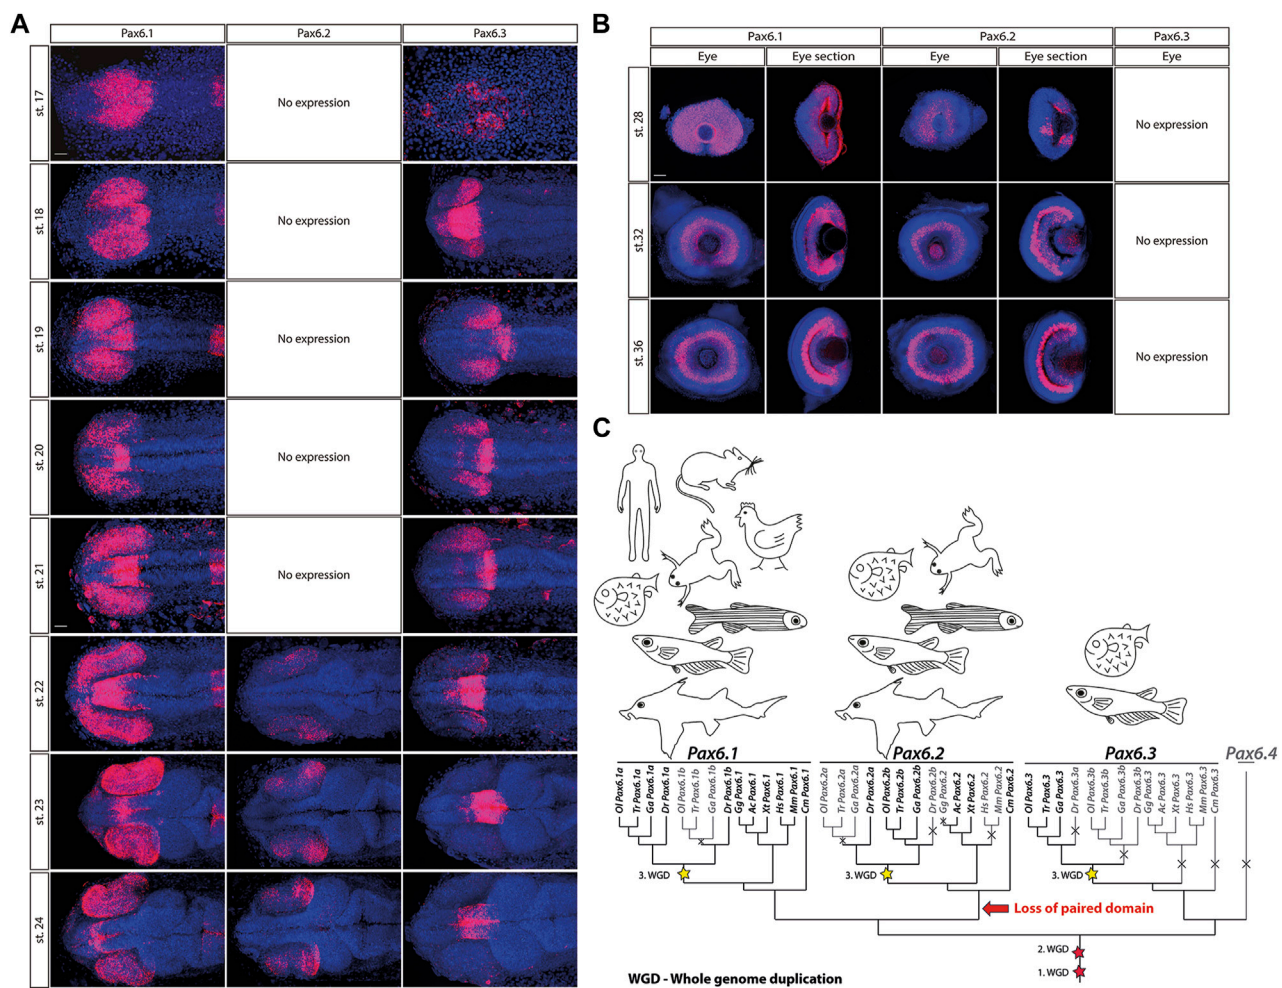 A
Pax6.1 Pax6.2 Pax6.3
st. 17 No expression
st. 18 No expression
st. 19 No expression
st. 20 No expression
st. 21 No expression
st. 22
st. 23
st. 24
B
Pax6.1 Pax6.2 Pax6.3
Eye Eye section Eye Eye section Eye
st. 28 No expression
st.32 No expression
st. 36 No expression
C
Pax6.1 Pax6.2 Pax6.3 Pax6.4
Ol Pax6.1a
Tr Pax6.1a
Ga Pax6.1a
Dr Pax6.1a
Ol Pax6.1b
Tr Pax6.1b
Ga Pax6.1b
Dr Pax6.1b
Gg Pax6.1
Ac Pax6.1
Xt Pax6.1
Hs Pax6.1
Mm Pax6.1
Cm Pax6.1
Ol Pax6.2a
Tr Pax6.2a
Ga Pax6.2a
Dr Pax6.2a
Ol Pax6.2b
Tr Pax6.2b
Ga Pax6.2b
Dr Pax6.2b
Gg Pax6.2
Ac Pax6.2
Xt Pax6.2
Hs Pax6.2
Mm Pax6.2
Cm Pax6.2
Ol Pax6.3
Tr Pax6.3
Ga Pax6.3
Dr Pax6.3a
Ol Pax6.3b
Tr Pax6.3b
Ga Pax6.3b
Dr Pax6.3b
Gg Pax6.3
Ac Pax6.3
Xt Pax6.3
Hs Pax6.3
Mm Pax6.3
Cm Pax6.3
3. WGD 3. WGD 3. WGD
Loss of paired domain
2. WGD
1. WGD
WGD - Whole genome duplication